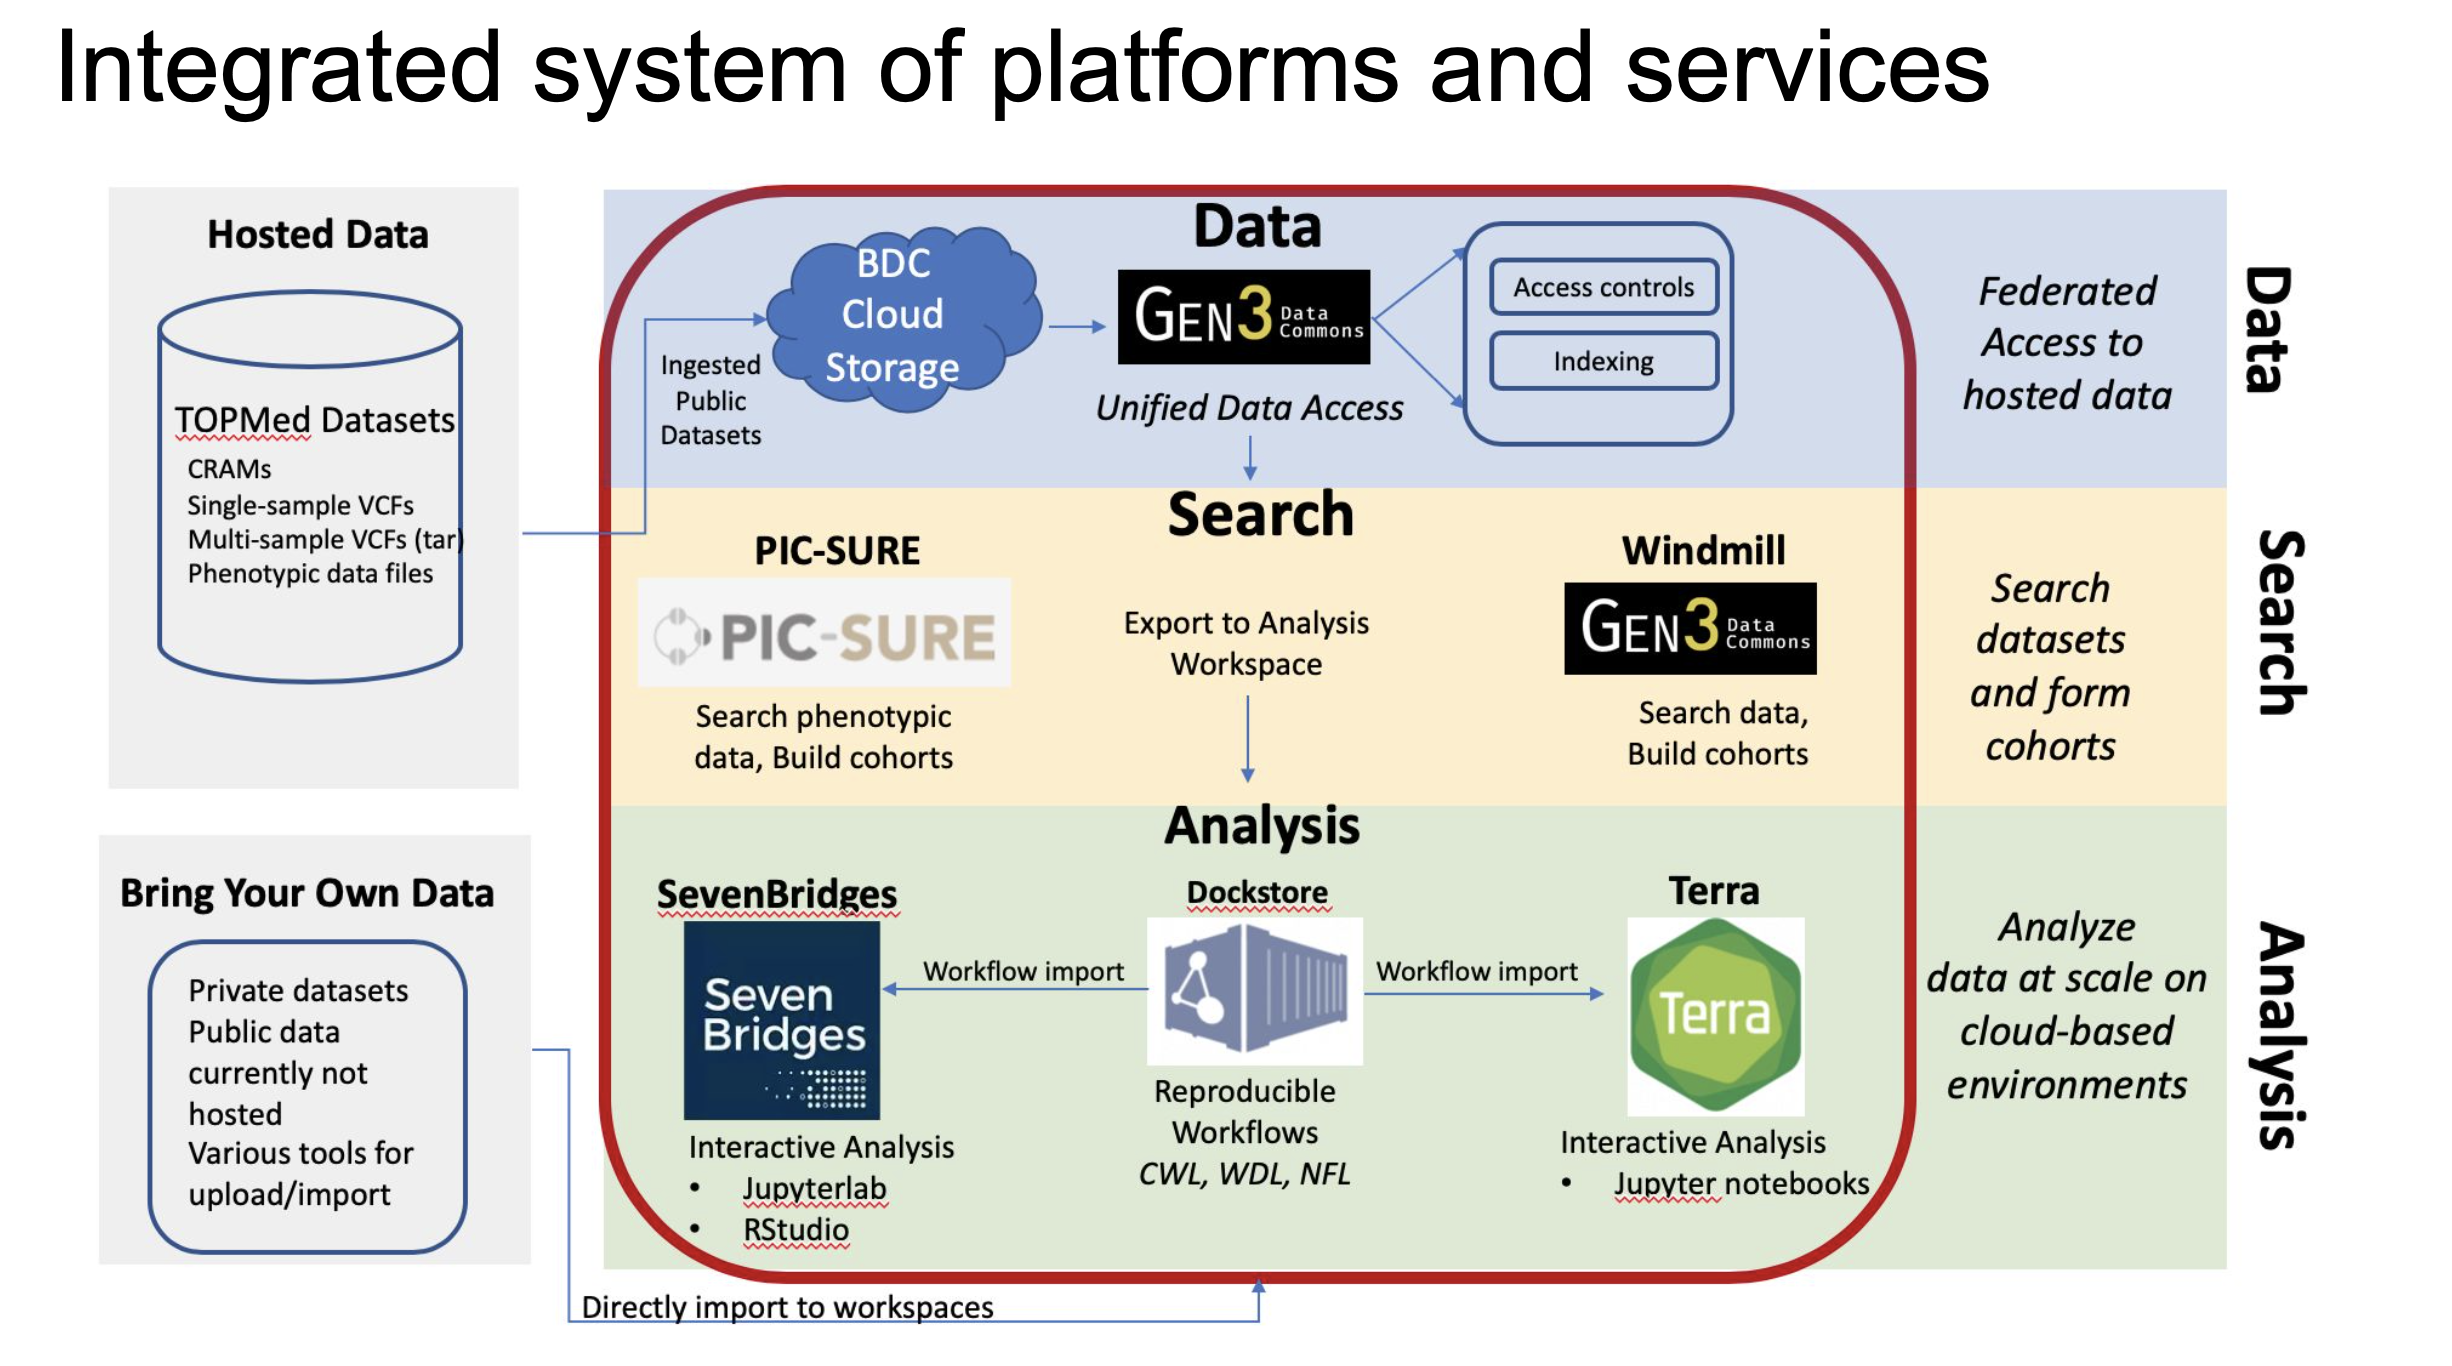 Integrated system of platforms and services
Hosted Data
TOPMed Datasets
CRAMs
Single-sample VCFs
Multi-sample VCFs (tar)
Phenotypic data files
Bring Your Own Data
Private datasets
Public data
currently not
hosted
Various tools for
upload/import
Directly import to workspaces
Data
Ingested
Public
Datasets
BDC
Cloud
Storage
GEN3 Data
Commons
Unified Data Access
Access controls
Indexing
Federated
Access to
hosted data
Data
Search
PIC-SURE
PIC-SURE
Search phenotypic
data, Build cohorts
Export to Analysis
Workspace
Windmill
GEN3 Data
Commons
Search data,
Build cohorts
Search
datasets
and form
cohorts
Search
Analysis
SevenBridges
Seven
Bridges
Interactive Analysis
• Jupyterlab
• RStudio
Workflow import
Dockstore
Reproducible
Workflows
CWL, WDL, NFL
Workflow import
Terra
Terra
Interactive Analysis
• Jupyter notebooks
Analyze
data at scale on
cloud-based
environments
Analysis